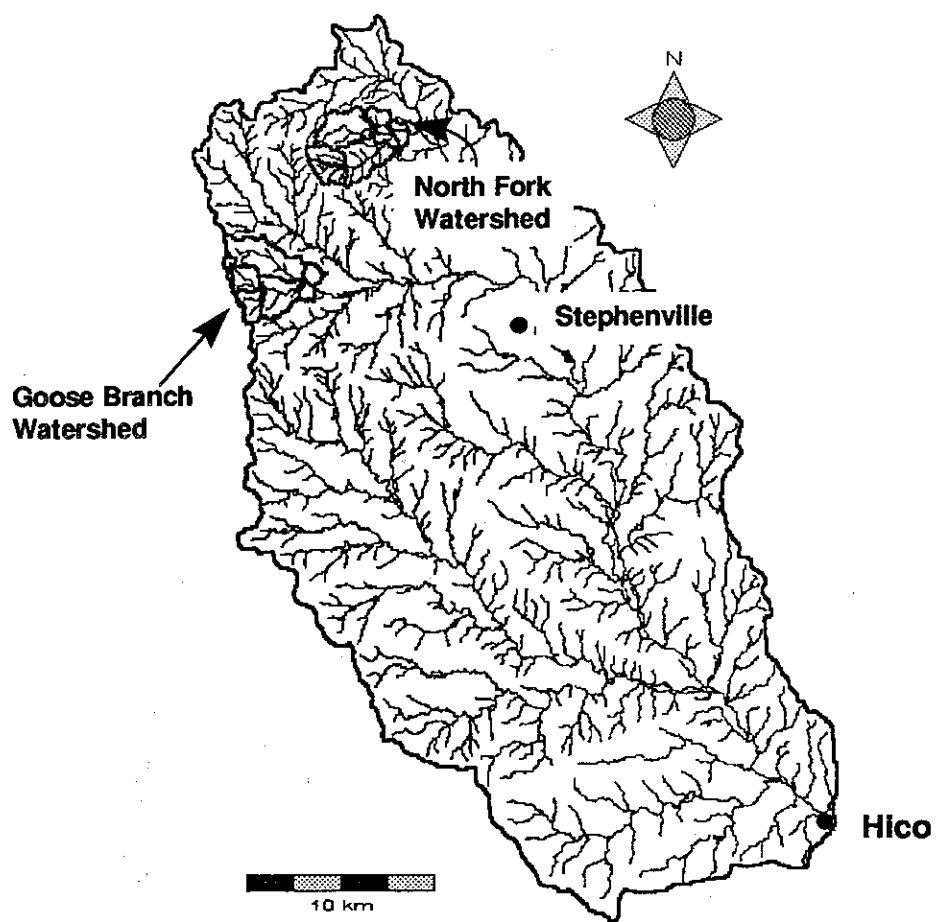 N
North Fork
Watershed
Stephenville
Goose Branch
Watershed
Hico
10 km